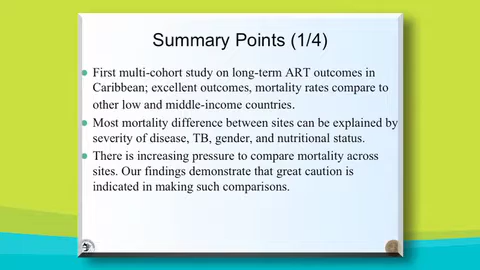 Summary Points (1/4)
First multi-cohort study on long-term ART outcomes in
Caribbean; excellent outcomes, mortality rates compare to
other low and middle-income countries.
Most mortality difference between sites can be explained by
severity of disease, TB, gender, and nutritional status.
There is increasing pressure to compare mortality across
sites. Our findings demonstrate that great caution is
indicated in making such comparisons.